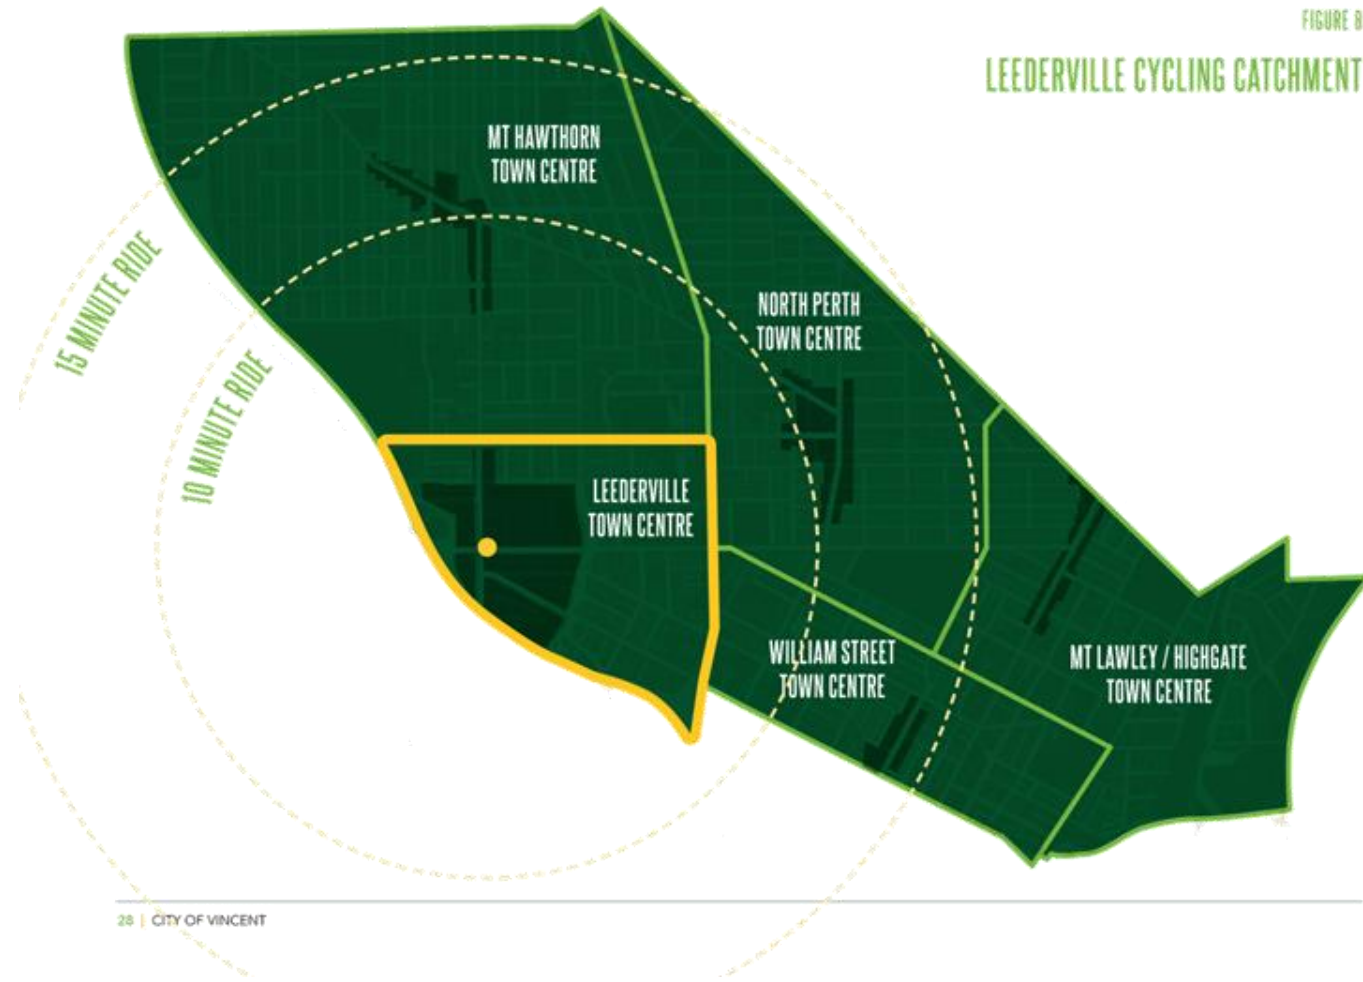 FIGURE 8
LEEDERVILLE CYCLING CATCHMENT
MT HAWTHORN
TOWN CENTRE
15 MINUTE RIDE
10 MINUTE RIDE
NORTH PERTH
TOWN CENTRE
LEEDERVILLE
TOWN CENTRE
WILLIAM STREET
TOWN CENTRE
MT LAWLEY / HIGHGATE
TOWN CENTRE
28 | CITY OF VINCENT